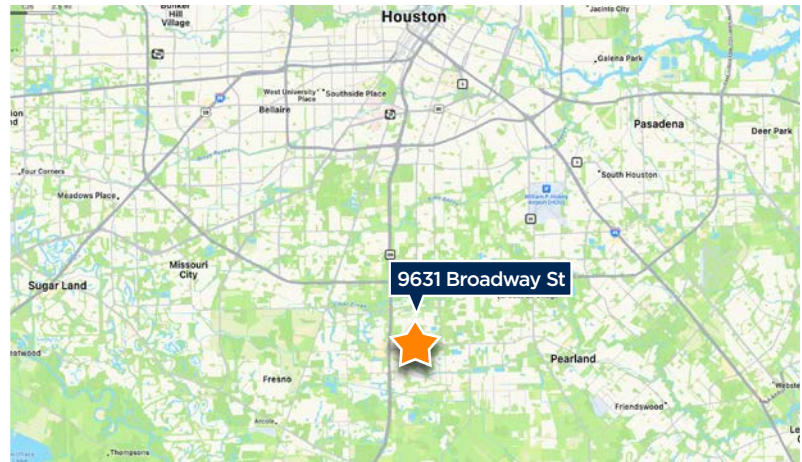 Hill
Village
Houston
Jacinto City
Galena Park
West University
Place
Southside Place
Bellaire
Pasadena
Deer Park
Four Corners
South Houston
Meadows Place
William P. Hobby
Airport (HOU)
Missouri
City
Sugar Land
9631 Broadway St
Pearland
Fresno
Friendswood
Arcola
Thompsons